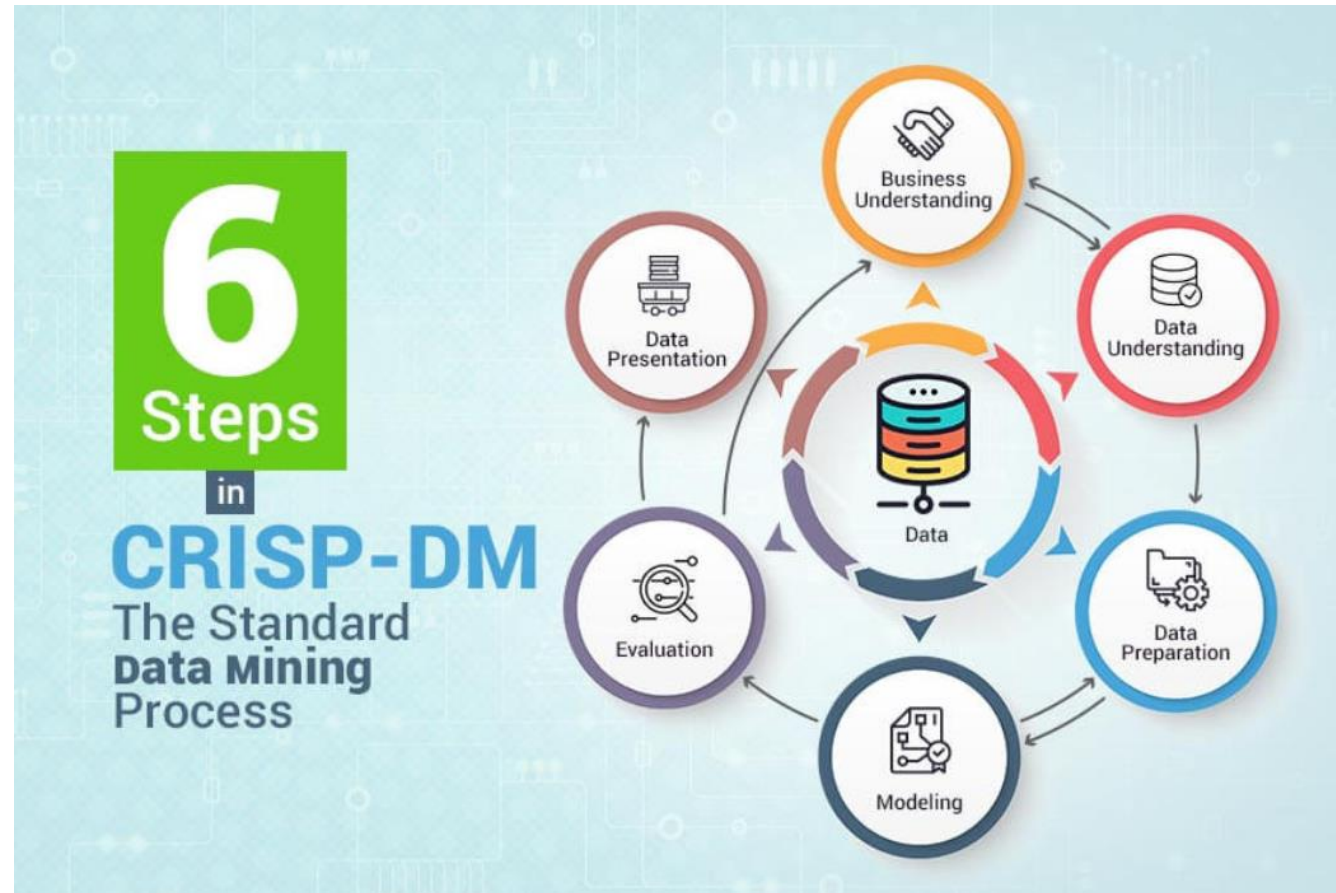 6
Steps
in
CRISP-DM
The Standard
Data Mining
Process
Business
Understanding
Data
Understanding
Data
Preparation
Modeling
Evaluation
Data
Presentation
Data